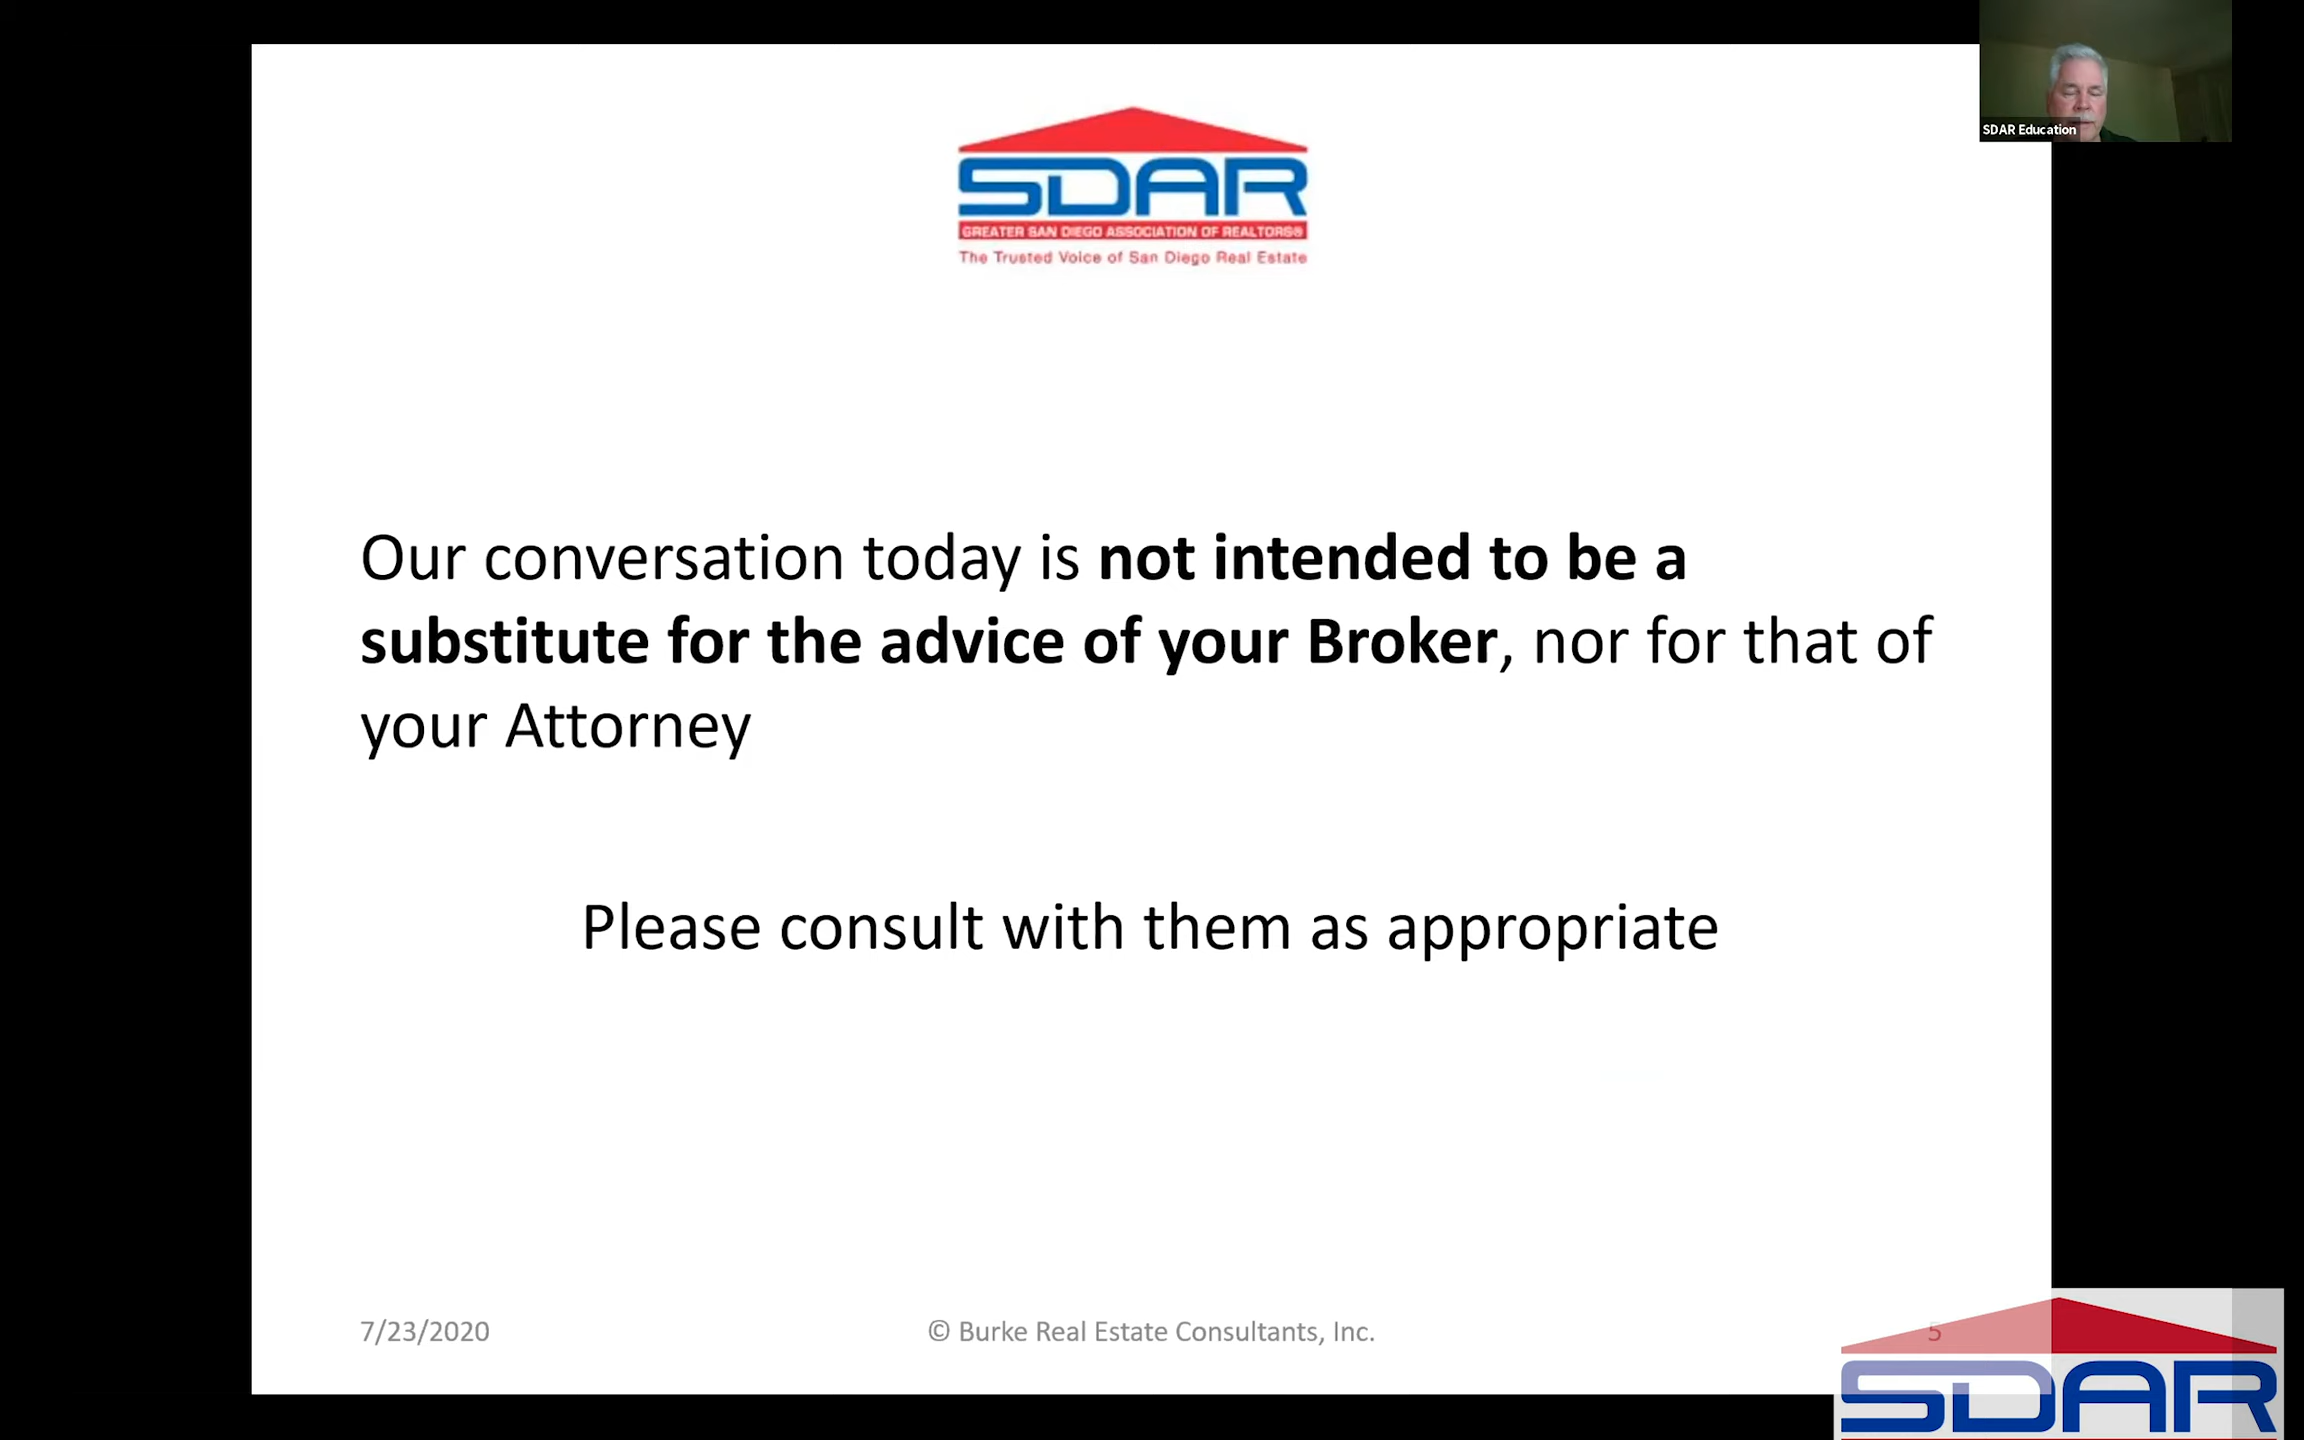 SDAR Education
SDAR
GREATER SAN DIEGO ASSOCIATION OF REALTORS®
The Trusted Voice of San Diego Real Estate
Our conversation today is not intended to be a
substitute for the advice of your Broker, nor for that of
your Attorney
Please consult with them as appropriate
7/23/2020
© Burke Real Estate Consultants, Inc.
5
SDAR